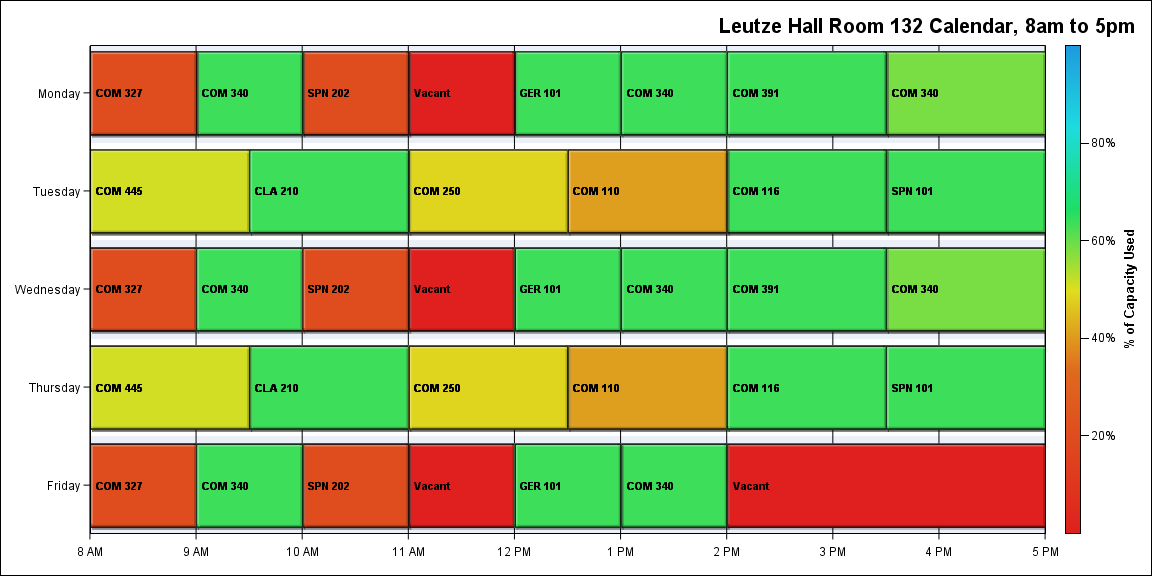 Leutze Hall Room 132 Calendar, 8am to 5pm
Monday
COM 327
COM 340
SPN 202
Vacant
GER 101
COM 340
COM 391
COM 340
Tuesday
COM 445
CLA 210
COM 250
COM 110
COM 116
SPN 101
Wednesday
COM 327
COM 340
SPN 202
Vacant
GER 101
COM 340
COM 391
COM 340
Thursday
COM 445
CLA 210
COM 250
COM 110
COM 116
SPN 101
Friday
COM 327
COM 340
SPN 202
Vacant
GER 101
COM 340
Vacant
8 AM
9 AM
10 AM
11 AM
12 PM
1 PM
2 PM
3 PM
4 PM
5 PM
80%
60%
40%
20%
% of Capacity Used